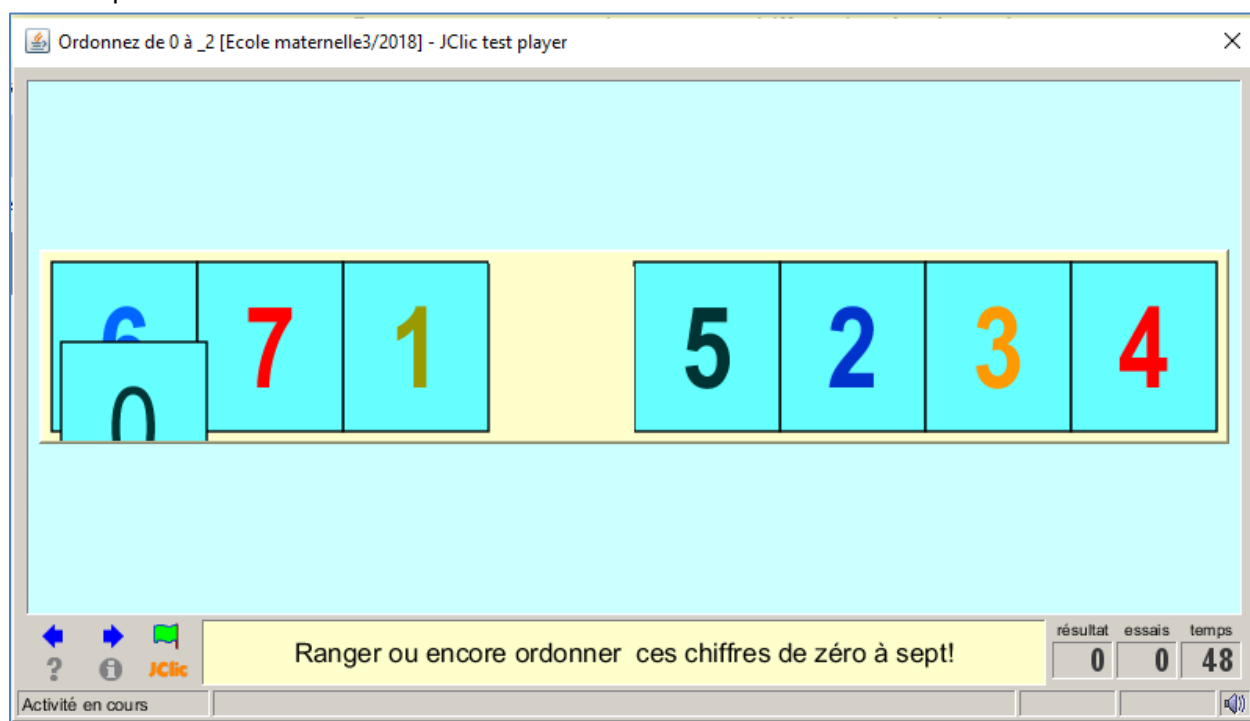 Ordonnez de 0 à _2 [Ecole maternelle3/2018] - JClic test player
6 7 1 5 2 3 4
0
Ranger ou encore ordonner ces chiffres de zéro à sept!
résultat essais temps
0 0 48
JClic
Activité en cours